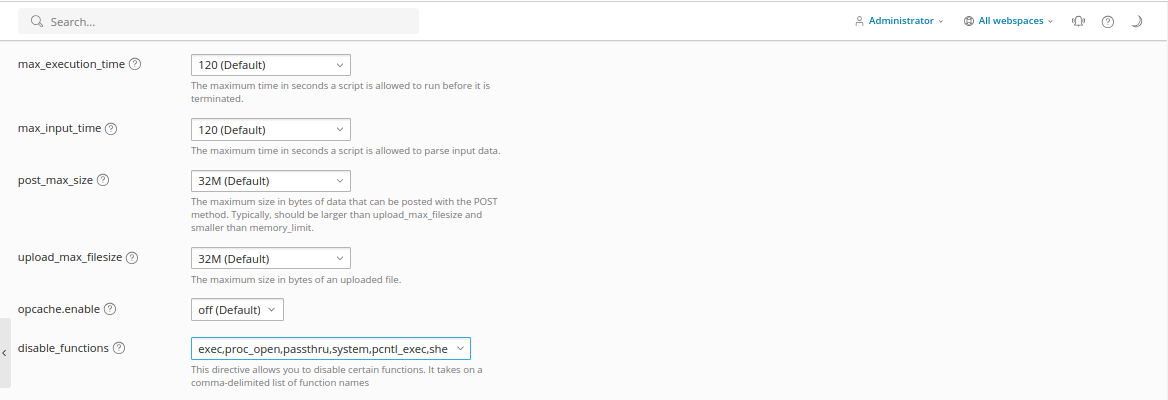 Search...
Administrator
All webspaces
max_execution_time
120 (Default)
The maximum time in seconds a script is allowed to run before it is
terminated.
max_input_time
120 (Default)
The maximum time in seconds a script is allowed to parse input data.
post_max_size
32M (Default)
The maximum size in bytes of data that can be posted with the POST
method. Typically, should be larger than upload_max_filesize and
smaller than memory_limit.
upload_max_filesize
32M (Default)
The maximum size in bytes of an uploaded file.
opcache.enable
off (Default)
disable_functions
exec,proc_open,passthru,system,pcntl_exec,she
This directive allows you to disable certain functions. It takes on a
comma-delimited list of function names